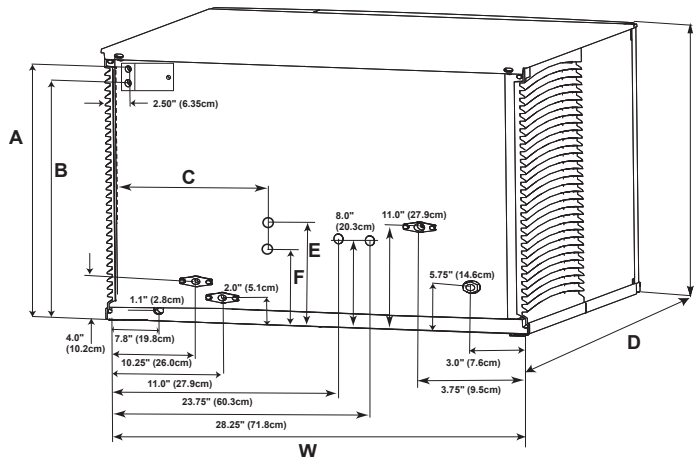 A
B
2.50" (6.35cm)
C
E
F
8.0"
(20.3cm)
11.0" (27.9cm)
5.75" (14.6cm)
2.0" (5.1cm)
1.1" (2.8cm)
4.0"
(10.2cm)
7.8" (19.8cm)
10.25" (26.0cm)
11.0" (27.9cm)
23.75" (60.3cm)
28.25" (71.8cm)
3.0" (7.6cm)
3.75" (9.5cm)
D
W